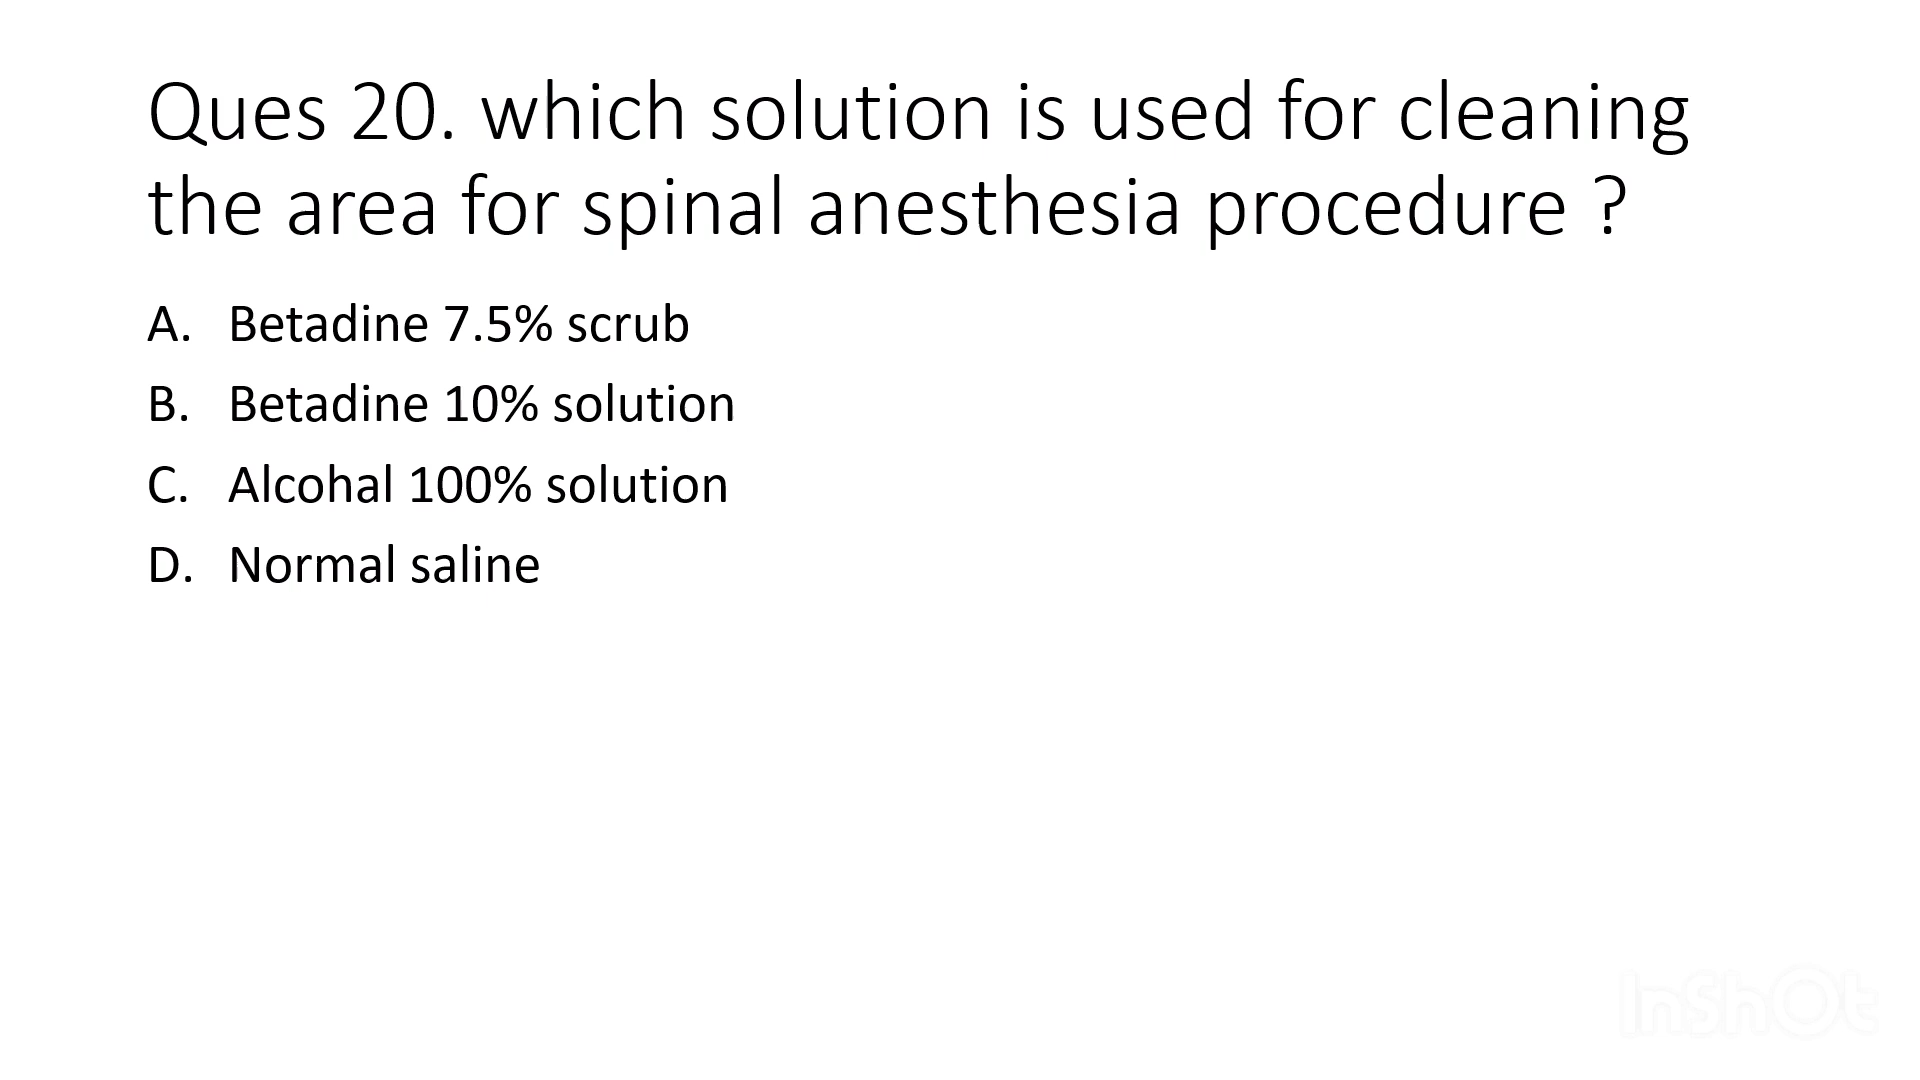 Ques 20. which solution is used for cleaning
the area for spinal anesthesia procedure ?
A. Betadine 7.5% scrub
B. Betadine 10% solution
C. Alcohal 100% solution
D. Normal saline
InShOt